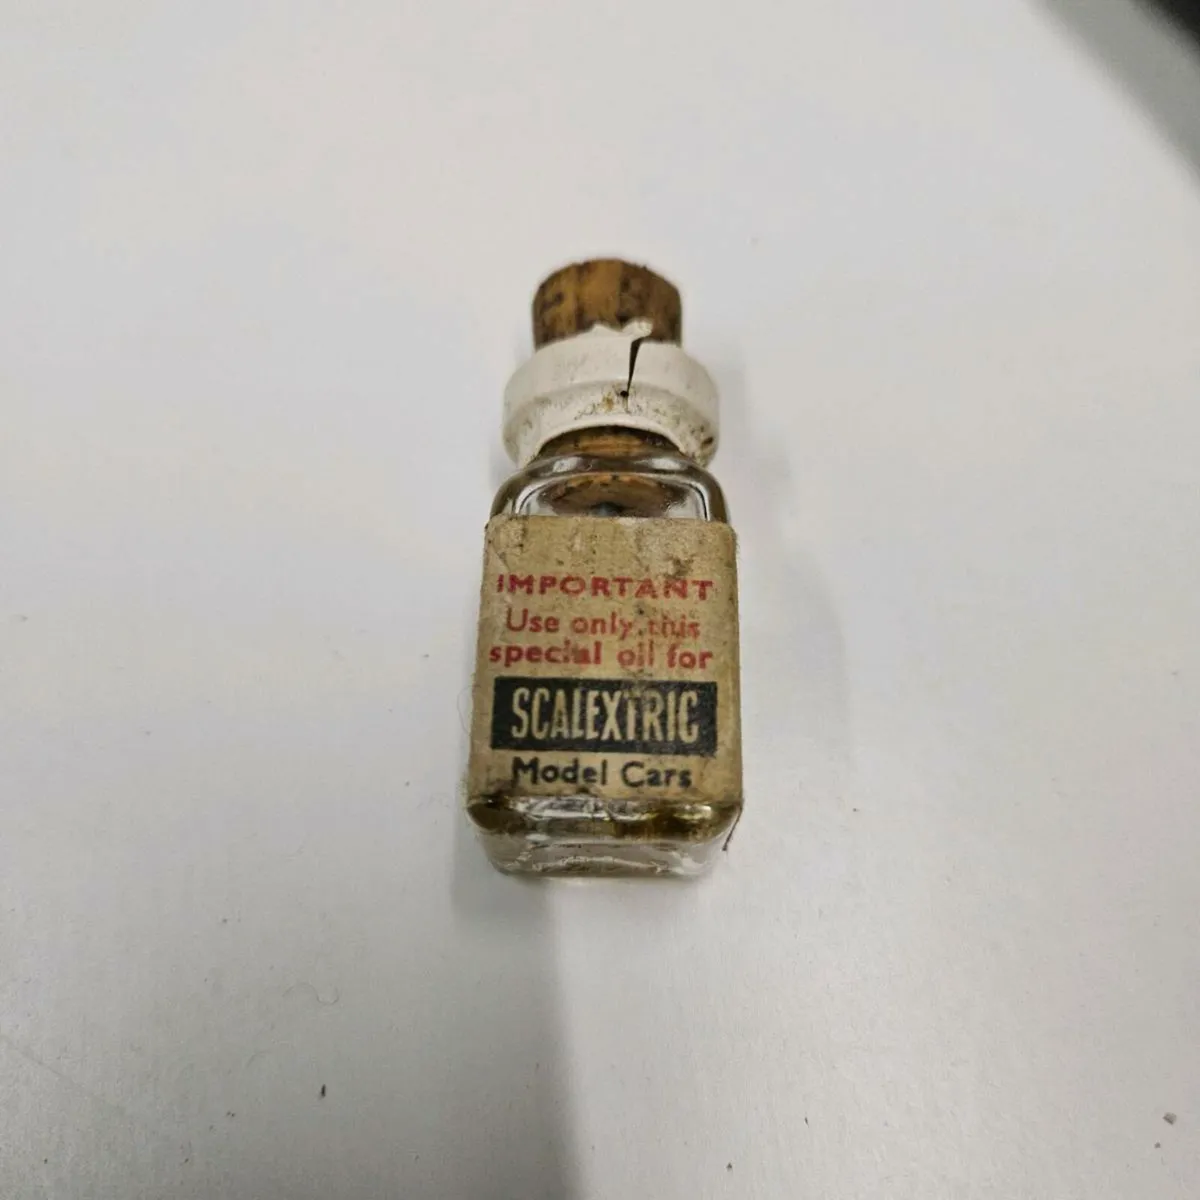 IMPORTANT
Use only this
special oil for
SCALEXTRIC
Model Cars